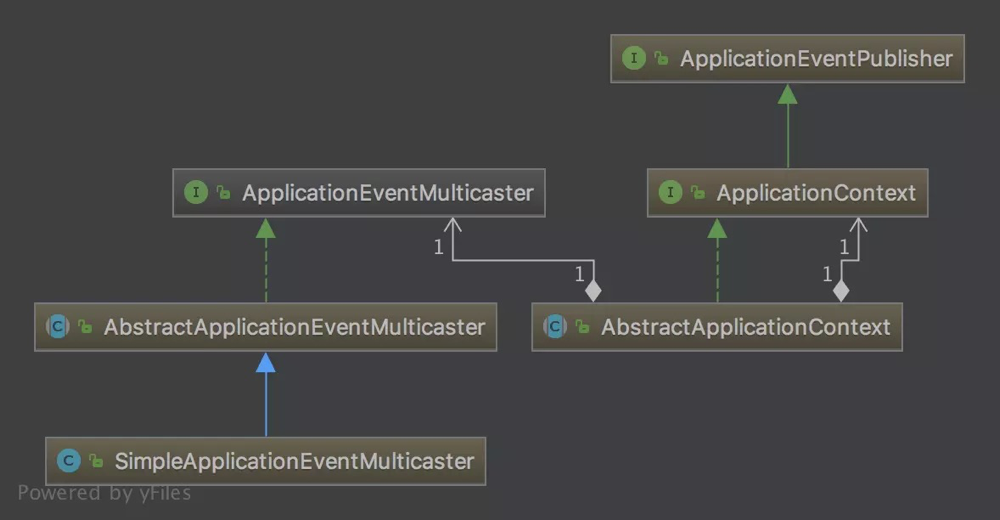 I ApplicationEventPublisher
I ApplicationEventMulticaster
I ApplicationContext
1
1
1
1
C AbstractApplicationEventMulticaster
C AbstractApplicationContext
C SimpleApplicationEventMulticaster
Powered by yFiles